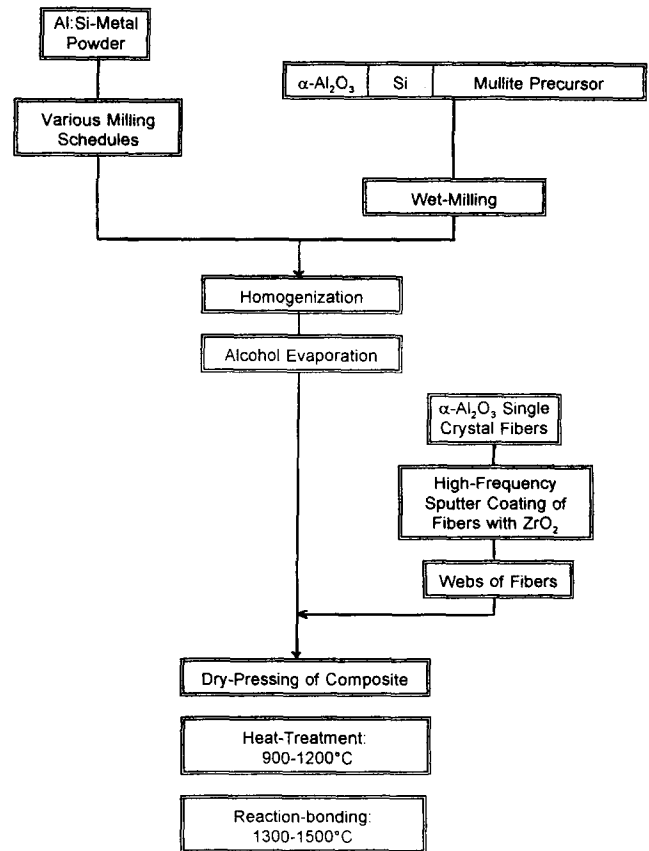 Al:Si-Metal
Powder
Various Milling
Schedules
α-Al₂O₃ Si Mullite Precursor
Wet-Milling
Homogenization
Alcohol Evaporation
α-Al₂O₃ Single
Crystal Fibers
High-Frequency
Sputter Coating of
Fibers with ZrO₂
Webs of Fibers
Dry-Pressing of Composite
Heat-Treatment:
900-1200°C
Reaction-bonding:
1300-1500°C